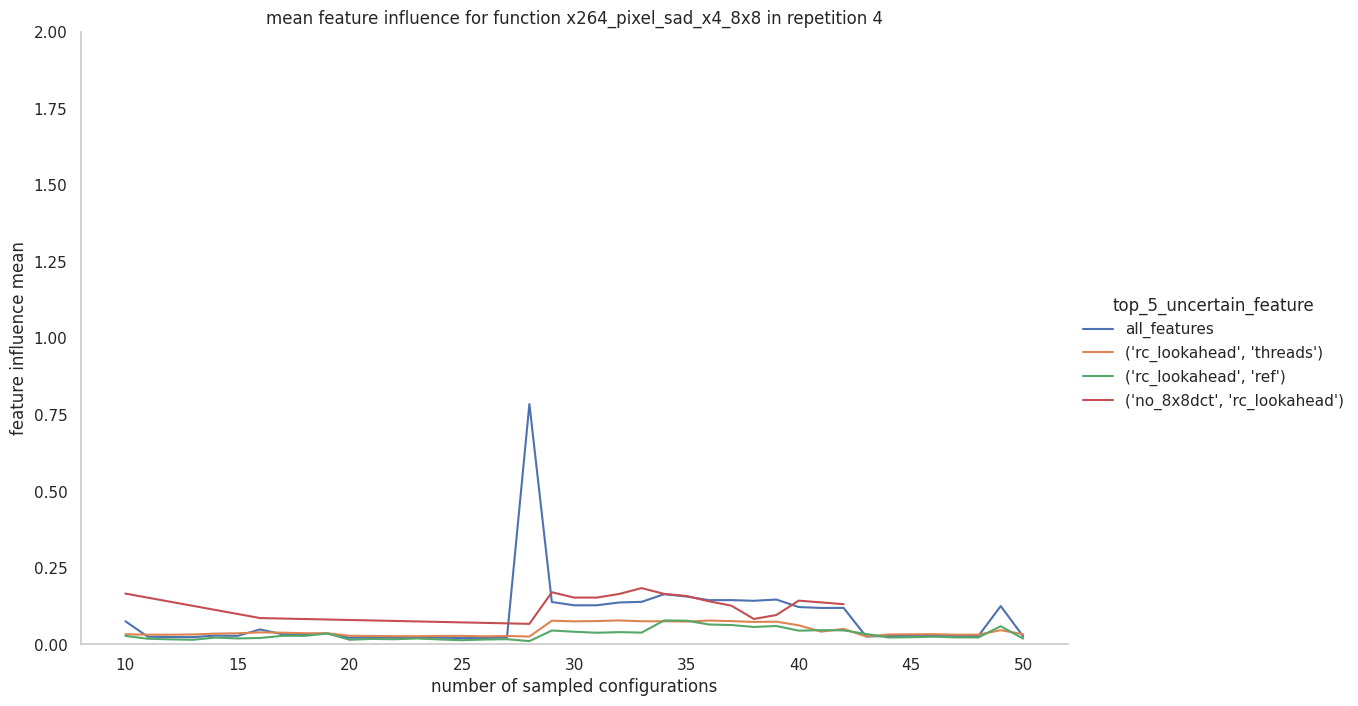 mean feature influence for function x264_pixel_sad_x4_8x8 in repetition 4
2.00
1.75
1.50
1.25
1.00
0.75
0.50
0.25
0.00
feature influence mean
10 15 20 25 30 35 40 45 50
number of sampled configurations
top_5_uncertain_feature
all_features
('rc_lookahead', 'threads')
('rc_lookahead', 'ref')
('no_8x8dct', 'rc_lookahead')